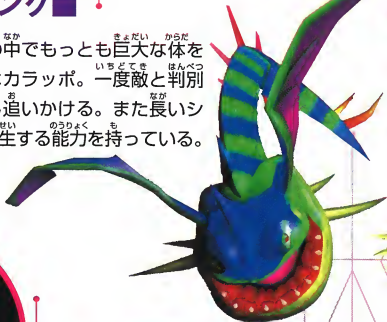 ング■
中でもっとも巨大な体を
カラッポ。一度敵と判別
追いかける。また長いシ
生する能力を持っている。